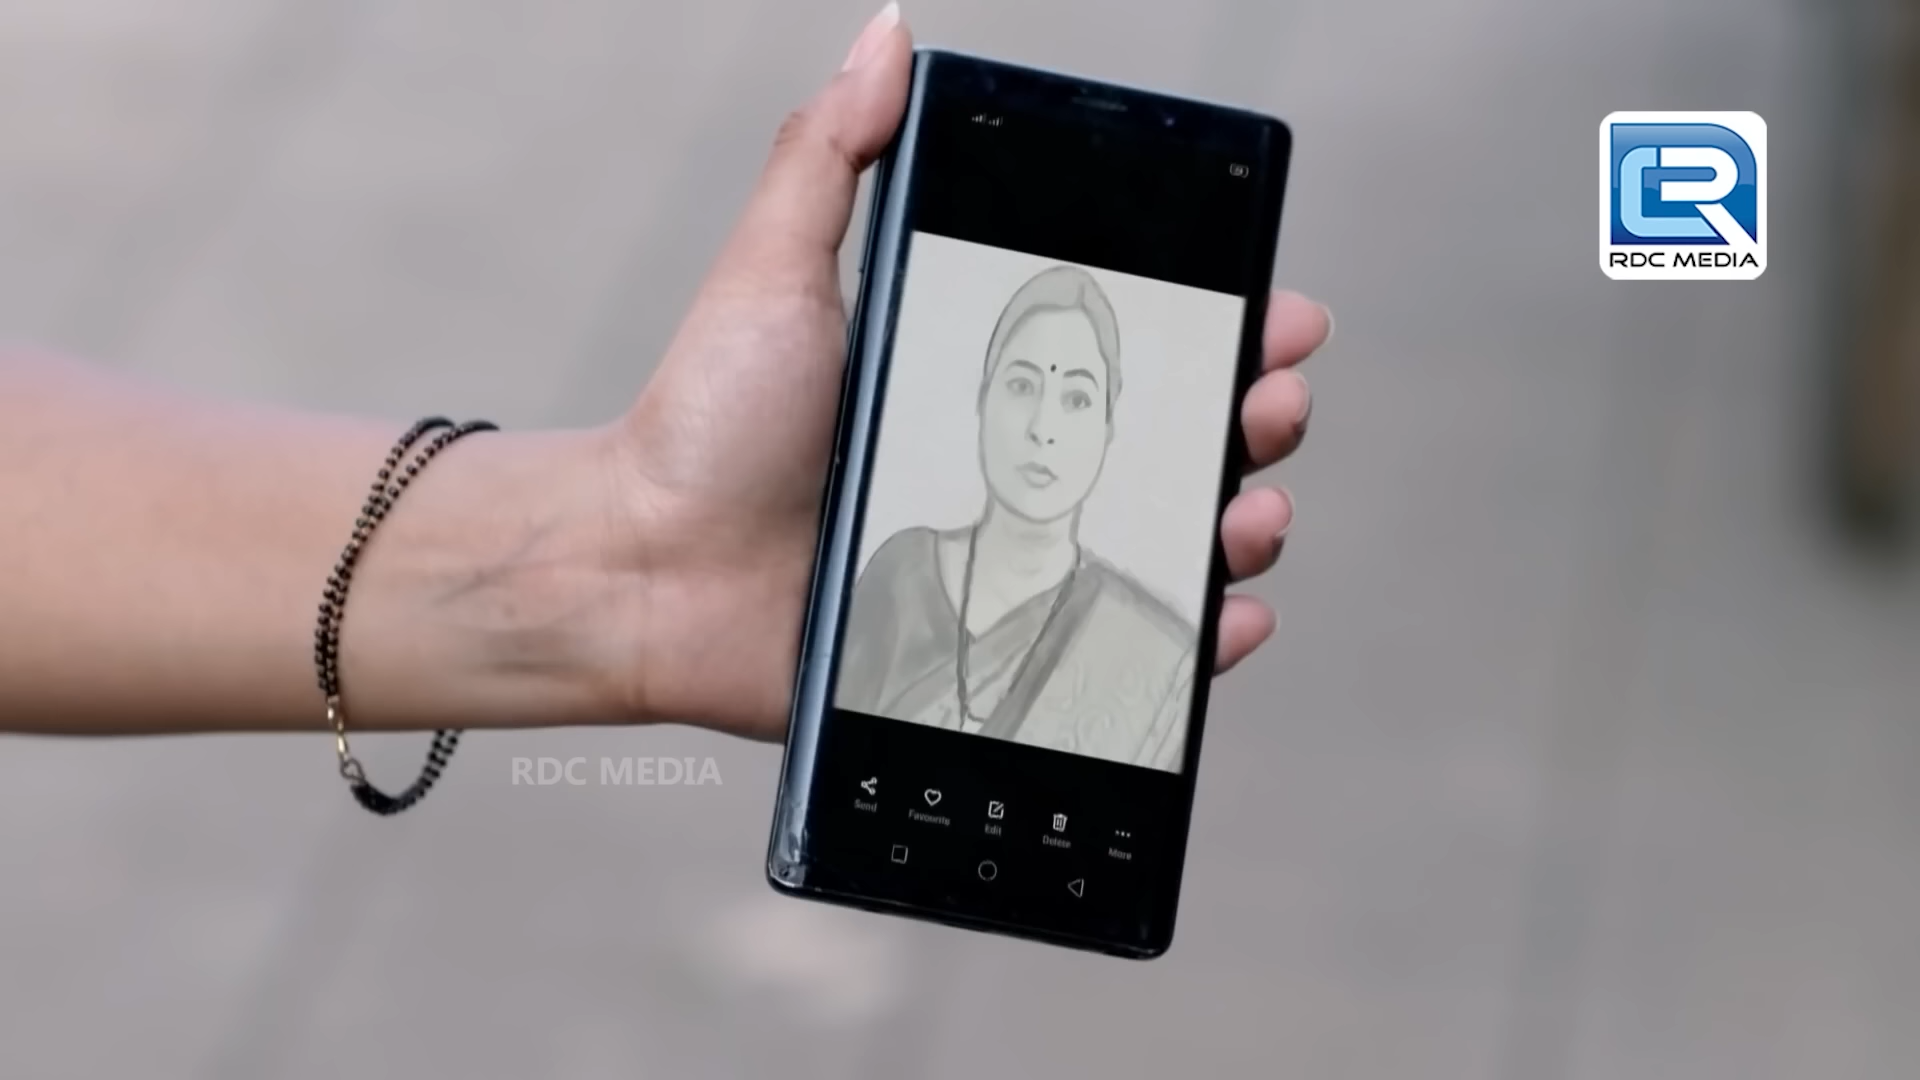 RDC MEDIA
RDC MEDIA
Send
Favourite
Edit
Delete
More